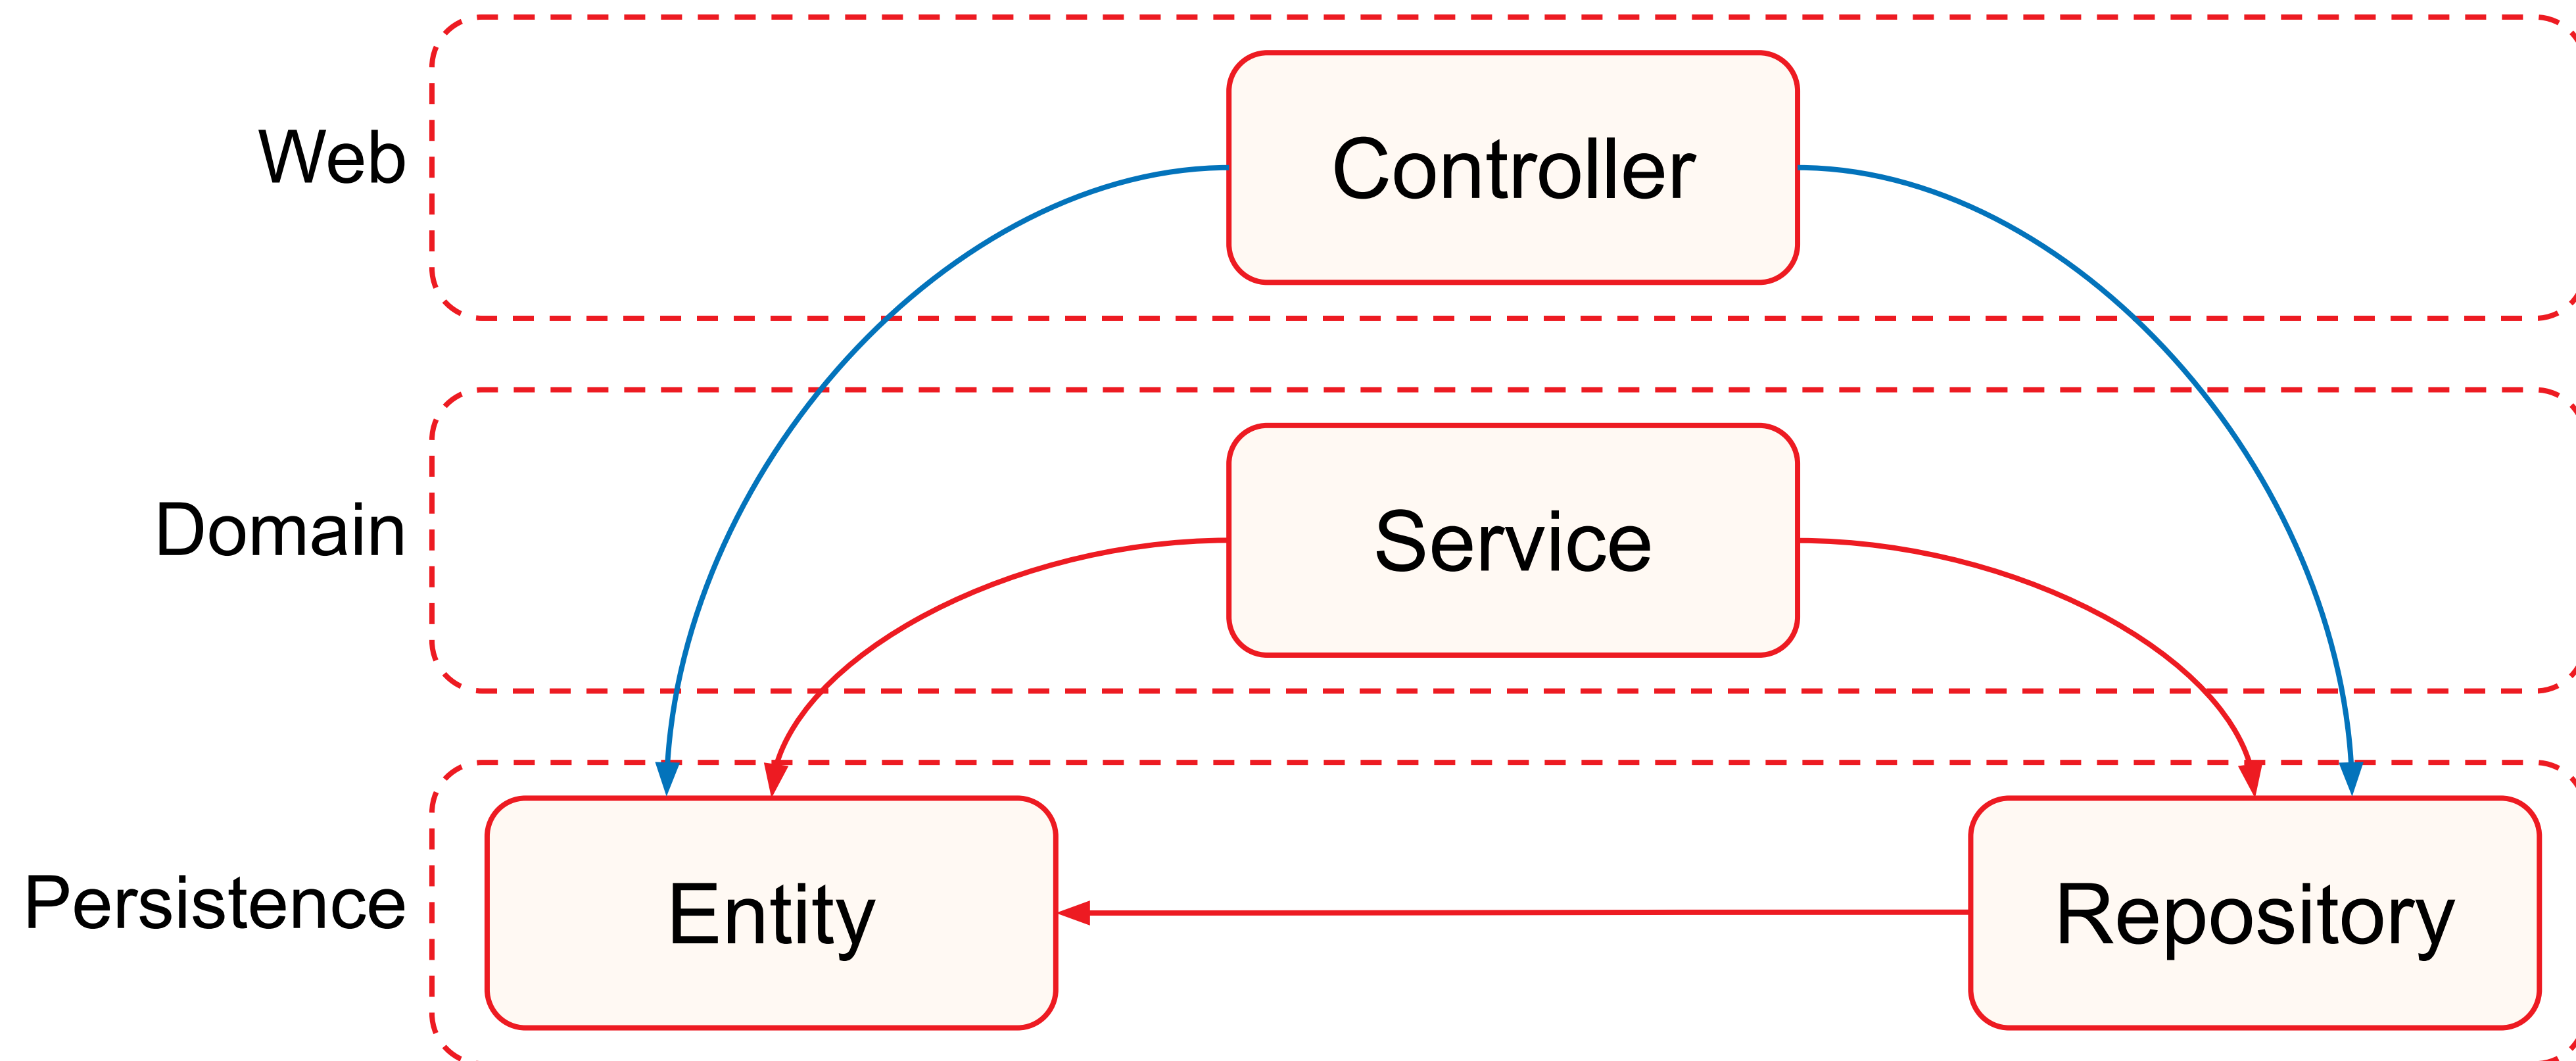 Web
Controller
Domain
Service
Persistence
Entity
Repository